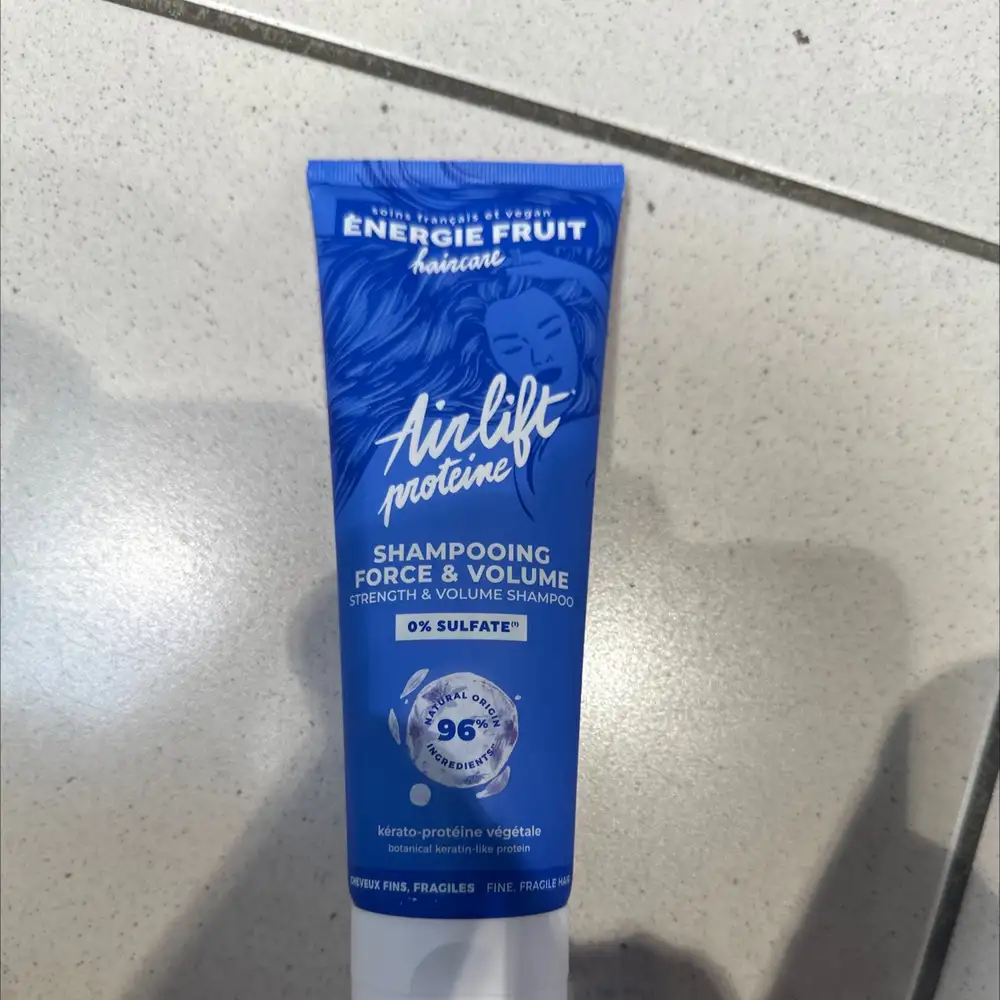 soins français et vegan
ÉNERGIE FRUIT
haircare
Airlift
proteine
SHAMPOOING
FORCE & VOLUME
STRENGTH & VOLUME SHAMPOO
0% SULFATE(1)
NATURAL ORIGIN
96%
INGREDIENTS
kérato-protéine végétale
botanical keratin-like protein
CHEVEUX FINS, FRAGILES FINE, FRAGILE HAIR